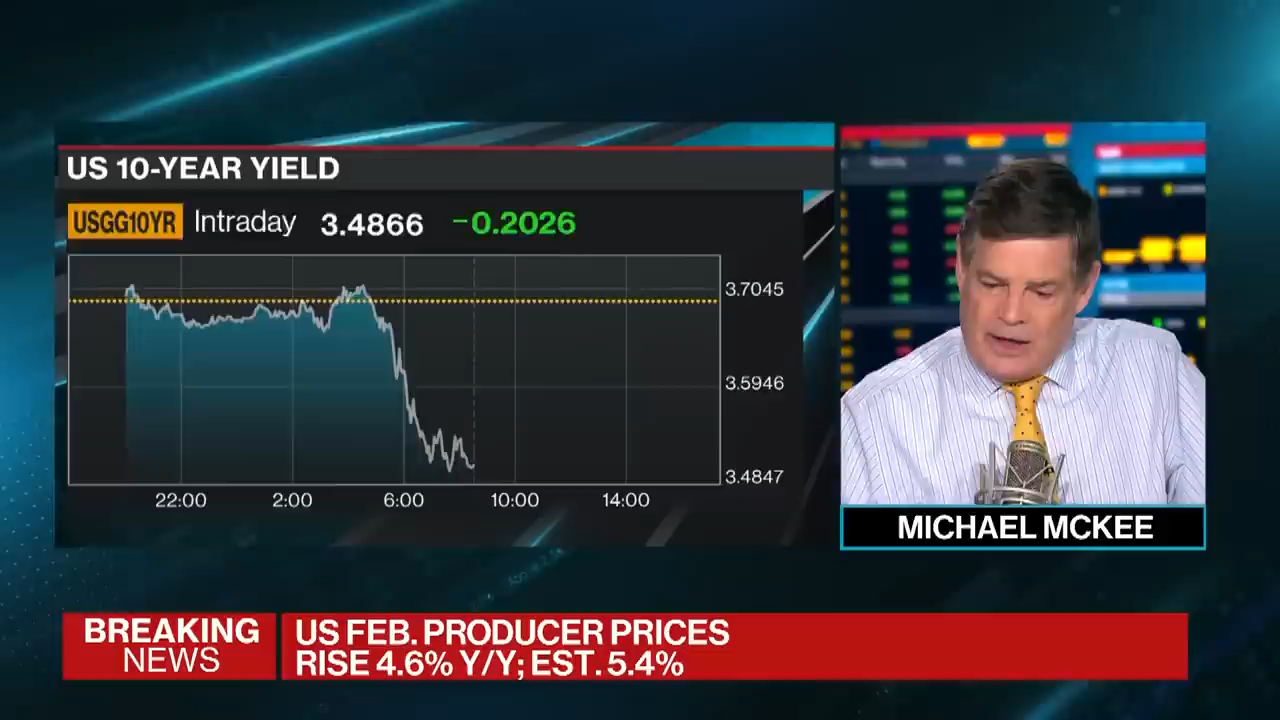 US 10-YEAR YIELD
USGG10YR Intraday 3.4866 -0.2026
3.7045
3.5946
3.4847
22:00 2:00 6:00 10:00 14:00
MICHAEL MCKEE
BREAKING
NEWS
US FEB. PRODUCER PRICES
RISE 4.6% Y/Y; EST. 5.4%